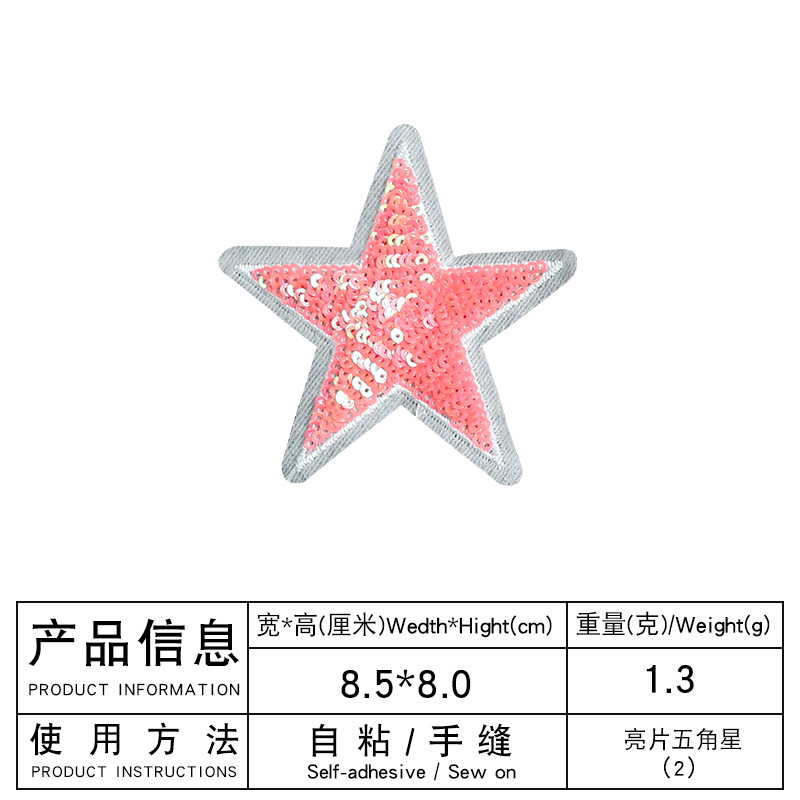 产品信息
PRODUCT INFORMATION
宽*高(厘米)Wedth*Hight(cm)
重量(克)/Weight(g)
8.5*8.0
1.3
使用方法
PRODUCT INSTRUCTIONS
自粘/手缝
Self-adhesive / Sew on
亮片五角星
(2)